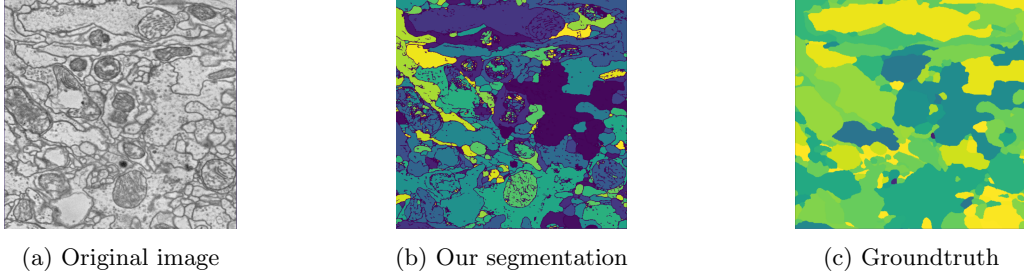 (a) Original image
(b) Our segmentation
(c) Groundtruth